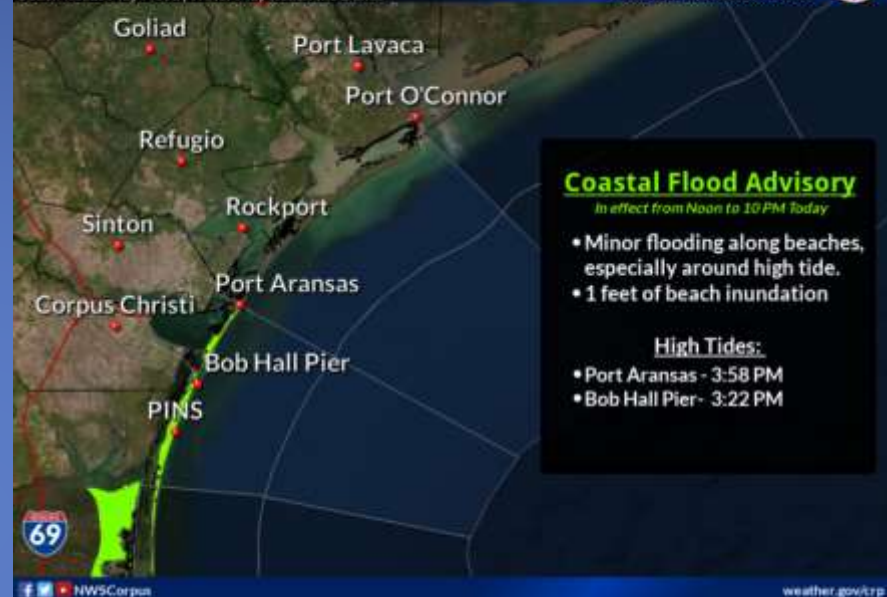 Goliad
Port Lavaca
Port O'Connor
Refugio
Rockport
Sinton
Port Aransas
Corpus Christi
Bob Hall Pier
PINS
69
Coastal Flood Advisory
In effect from Noon to 10 PM Today
• Minor flooding along beaches,
especially around high tide.
• 1 feet of beach inundation
High Tides:
• Port Aransas - 3:58 PM
• Bob Hall Pier- 3:22 PM
NWSCorpus
weather.gov/crp